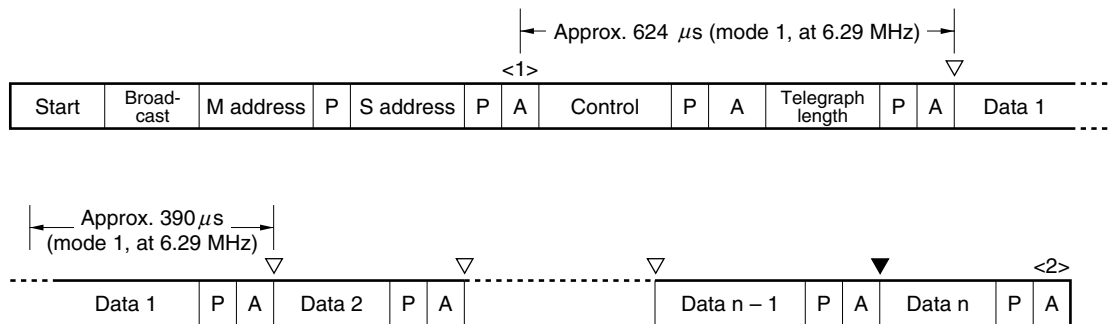 Approx. 624 μs (mode 1, at 6.29 MHz)
<1>
Start Broad- M address P S address P A Control P A Telegraph P A Data 1
cast length
Approx. 390 μs
(mode 1, at 6.29 MHz)
<2>
Data 1 P A Data 2 P A Data n – 1 P A Data n P A